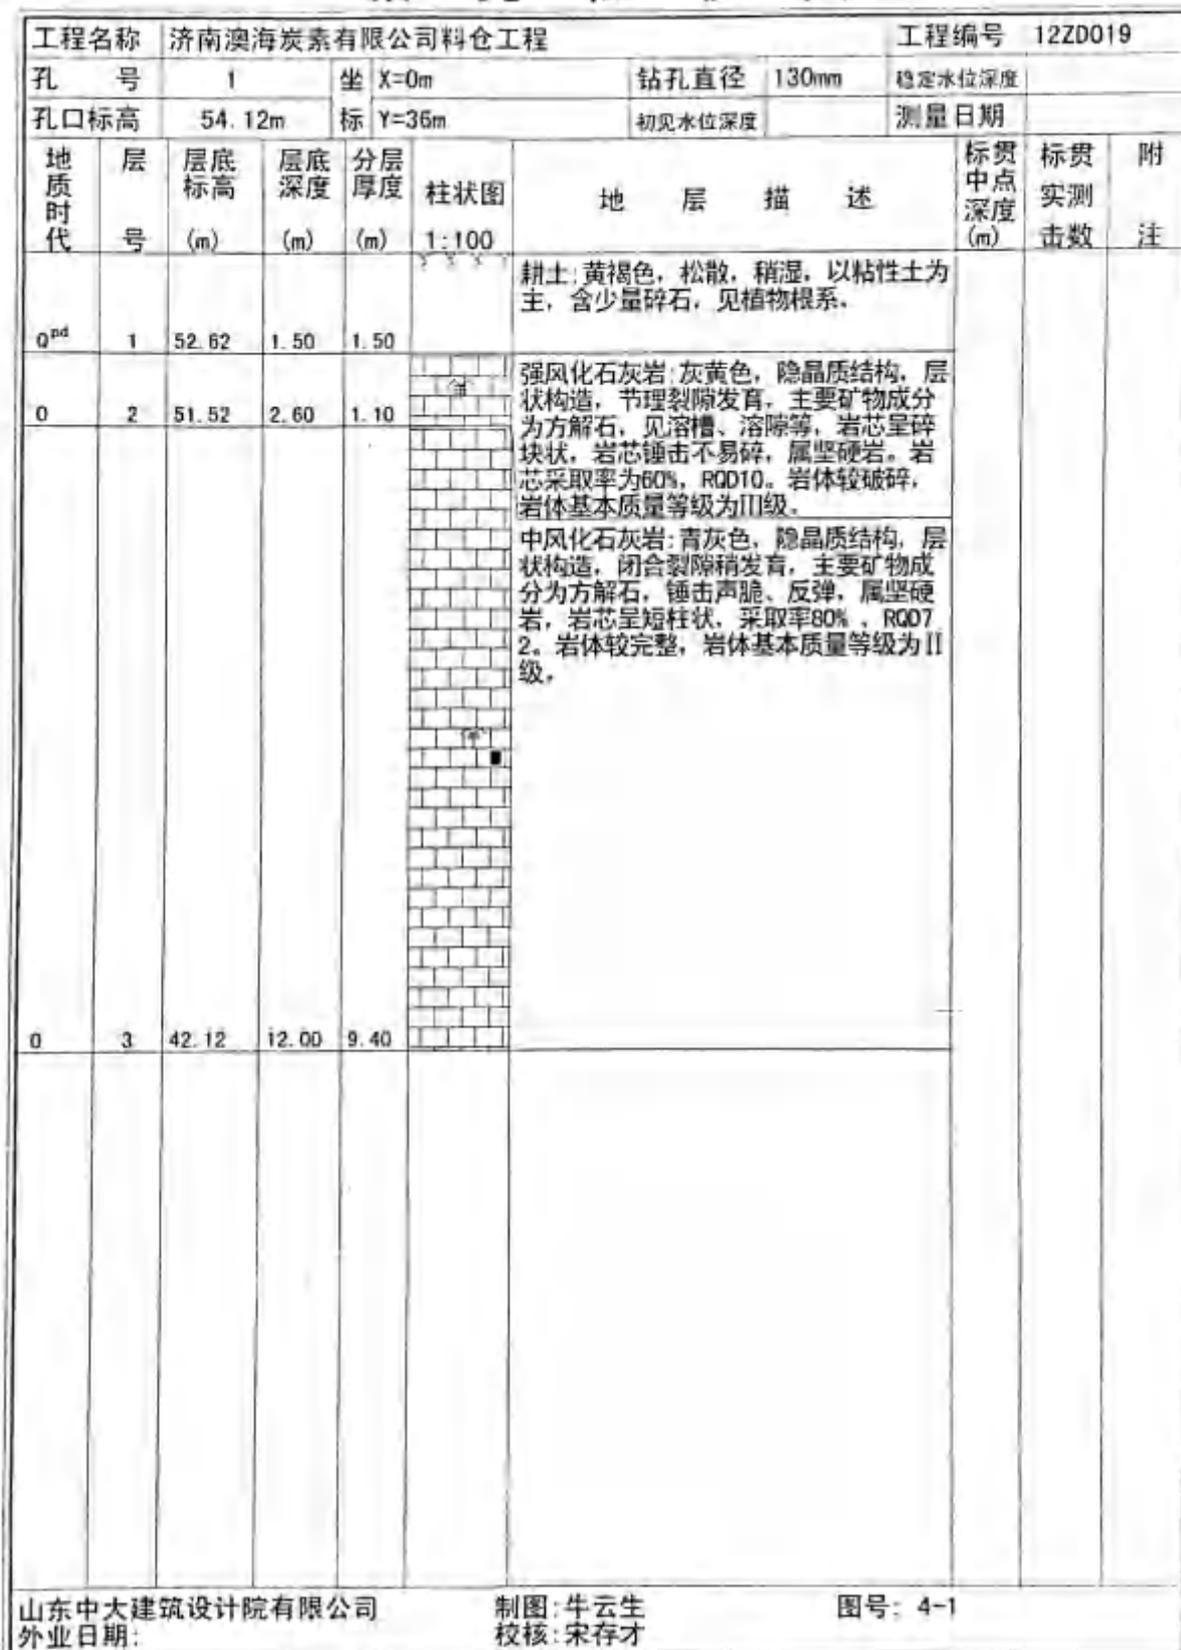 工程名称 济南澳海炭素有限公司料仓工程 工程编号 12ZD019
孔 号 1 坐 X=0m 钻孔直径 130mm 稳定水位深度
孔口标高 54.12m 标 Y=36m 初见水位深度 测量日期
地质时代 层号 层底标高(m) 层底深度(m) 分层厚度(m) 柱状图1:100 地 层 描 述 标贯中点深度(m) 标贯实测击数 附注
耕土:黄褐色，松散，稍湿，以粘性土为
主，含少量碎石，见植物根系。
Q^pd 1 52.62 1.50 1.50
强风化石灰岩:灰黄色，隐晶质结构，层
状构造，节理裂隙发育，主要矿物成分
O 2 51.52 2.60 1.10
为方解石，见溶槽、溶隙等，岩芯呈碎
块状，岩芯锤击不易碎，属坚硬岩。岩
芯采取率为60%，RQD10。岩体较破碎，
岩体基本质量等级为III级。
中风化石灰岩:青灰色，隐晶质结构，层
状构造，闭合裂隙稍发育，主要矿物成
分为方解石，锤击声脆、反弹，属坚硬
岩，岩芯呈短柱状，采取率80%、RQD7
2。岩体较完整，岩体基本质量等级为II
级。
O 3 42.12 12.00 9.40
山东中大建筑设计院有限公司 制图:牛云生 图号: 4-1
外业日期: 校核:宋存才